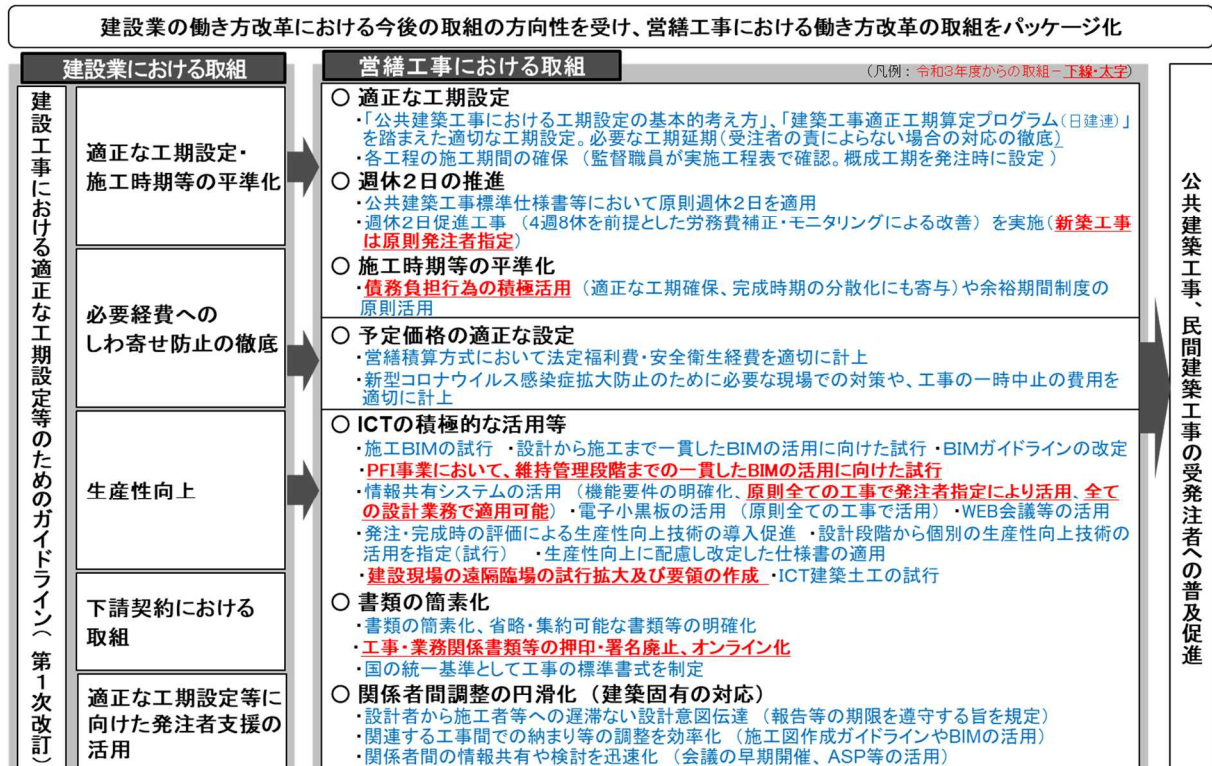 建設業の働き方改革における今後の取組の方向性を受け、営繕工事における働き方改革の取組をパッケージ化
建設業における取組
営繕工事における取組
(凡例：令和3年度からの取組－下線・太字)
建設工事における適正な工期設定等のためのガイドライン(第1次改訂)
適正な工期設定・
施工時期等の平準化
必要経費への
しわ寄せ防止の徹底
生産性向上
下請契約における
取組
適正な工期設定等に
向けた発注者支援の
活用
○ 適正な工期設定
・「公共建築工事における工期設定の基本的考え方」、「建築工事適正工期算定プログラム(日建連)」
を踏まえた適切な工期設定。必要な工期延期(受注者の責によらない場合の対応の徹底)
・各工程の施工期間の確保 (監督職員が実施工程表で確認。概成工期を発注時に設定 )
○ 週休2日の推進
・公共建築工事標準仕様書等において原則週休2日を適用
・週休2日促進工事 (4週8休を前提とした労務費補正・モニタリングによる改善) を実施(新築工事
は原則発注者指定)
○ 施工時期等の平準化
・債務負担行為の積極活用 (適正な工期確保、完成時期の分散化にも寄与)や余裕期間制度の
原則活用
○ 予定価格の適正な設定
・営繕積算方式において法定福利費・安全衛生経費を適切に計上
・新型コロナウイルス感染症拡大防止のために必要な現場での対策や、工事の一時中止の費用を
適切に計上
○ ICTの積極的な活用等
・施工BIMの試行 ・設計から施工まで一貫したBIMの活用に向けた試行 ・BIMガイドラインの改定
・PFI事業において、維持管理段階までの一貫したBIMの活用に向けた試行
・情報共有システムの活用 (機能要件の明確化、原則全ての工事で発注者指定により活用、全て
の設計業務で適用可能) ・電子小黒板の活用 (原則全ての工事で活用) ・WEB会議等の活用
・発注・完成時の評価による生産性向上技術の導入促進 ・設計段階から個別の生産性向上技術の
活用を指定(試行) ・生産性向上に配慮し改定した仕様書の適用
・建設現場の遠隔臨場の試行拡大及び要領の作成 ・ICT建築土工の試行
○ 書類の簡素化
・書類の簡素化、省略・集約可能な書類等の明確化
・工事・業務関係書類等の押印・署名廃止、オンライン化
・国の統一基準として工事の標準書式を制定
○ 関係者間調整の円滑化 (建築固有の対応)
・設計者から施工者等への遅滞ない設計意図伝達 (報告等の期限を遵守する旨を規定)
・関連する工事間での納まり等の調整を効率化 (施工図作成ガイドラインやBIMの活用)
・関係者間の情報共有や検討を迅速化 (会議の早期開催、ASP等の活用)
公共建築工事、民間建築工事の受発注者への普及促進